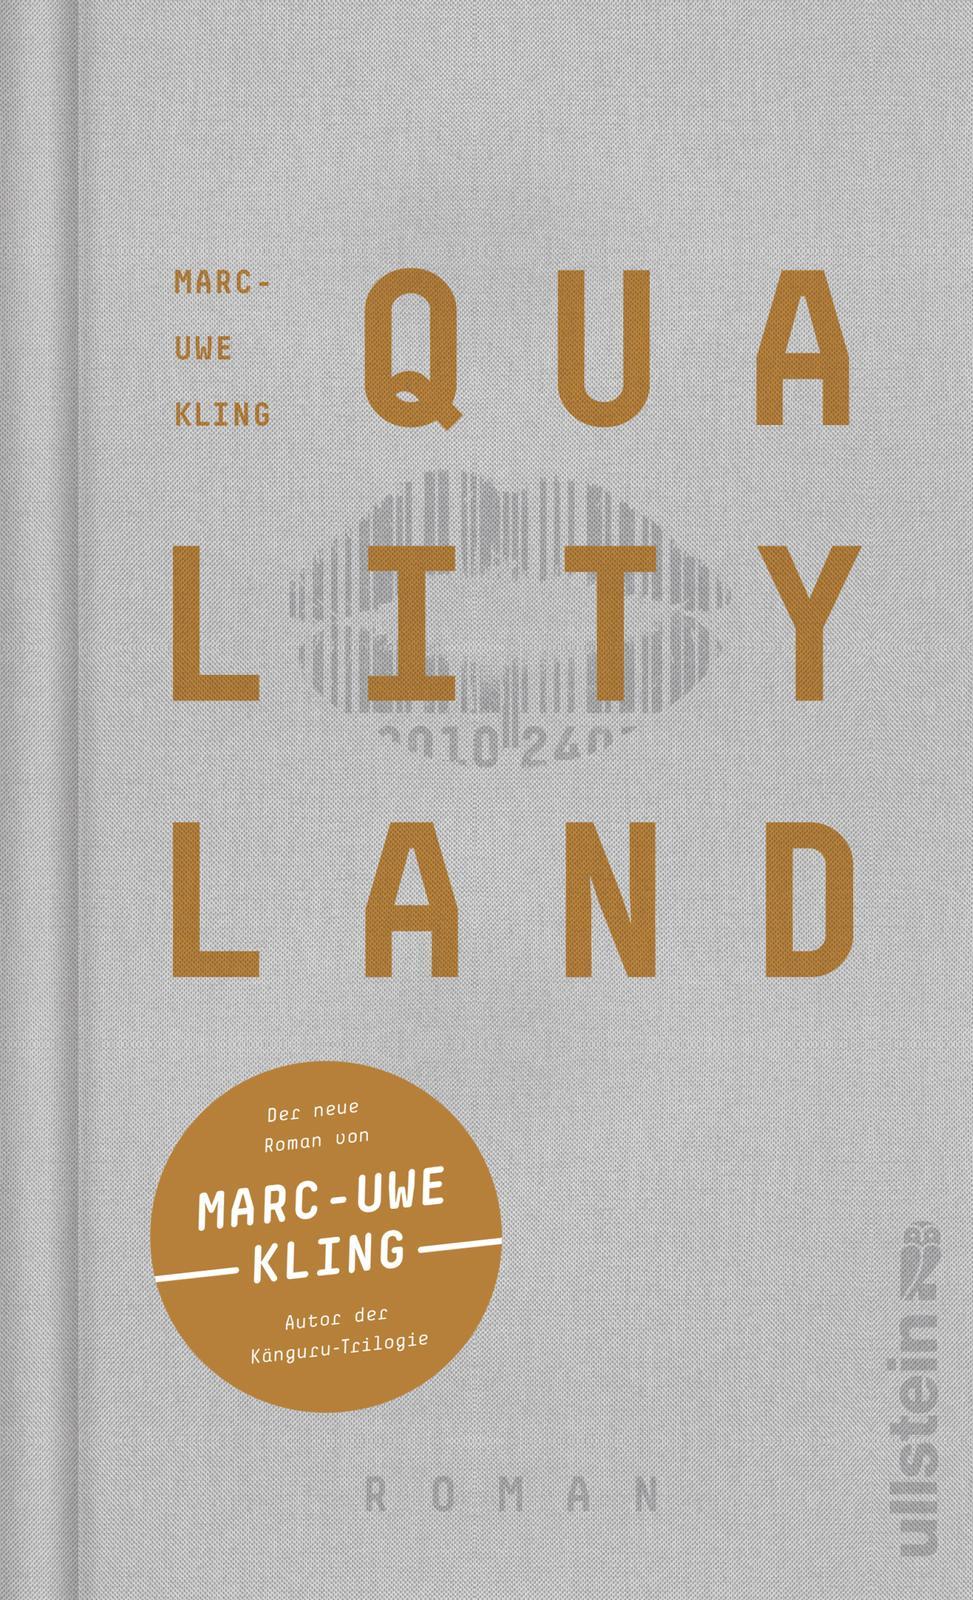 MARC-
UWE
KLING
QUA
LITY
LAND
Der neue
Roman von
MARC-UWE
KLING
Autor der
Känguru-Trilogie
ROMAN
ullstein